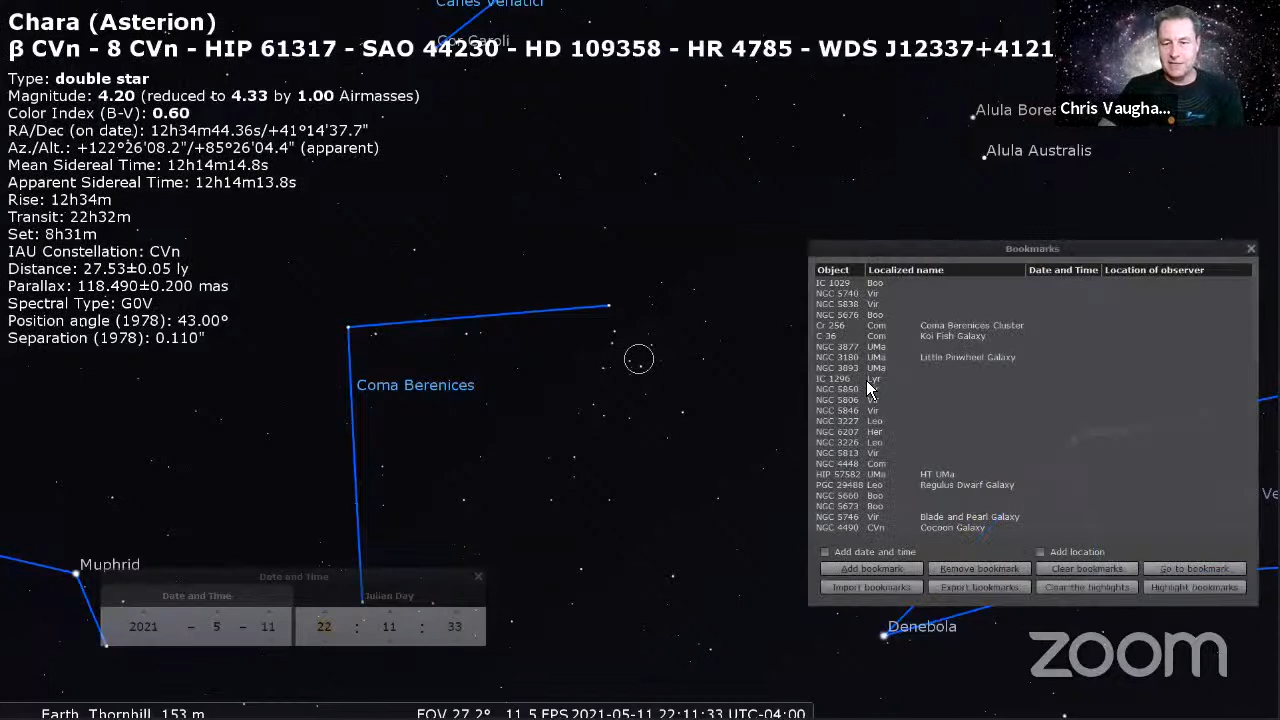 Chara (Asterion)
β CVn - 8 CVn - HIP 61317 - SAO 44230 - HD 109358 - HR 4785 - WDS J12337+4121
Type: double star
Magnitude: 4.20 (reduced to 4.33 by 1.00 Airmasses)
Color Index (B-V): 0.60
RA/Dec (on date): 12h34m44.36s/+41°14'37.7"
Az./Alt.: +122°26'08.2"/+85°26'04.4" (apparent)
Mean Sidereal Time: 12h14m14.8s
Apparent Sidereal Time: 12h14m13.8s
Rise: 12h34m
Transit: 22h32m
Set: 8h31m
IAU Constellation: CVn
Distance: 27.53±0.05 ly
Parallax: 118.490±0.200 mas
Spectral Type: G0V
Position angle (1978): 43.00°
Separation (1978): 0.110"
Canes Venatici
Cor Caroli
Chris Vaugha...
Alula Borea
Alula Australis
Coma Berenices
Muphrid
Denebola
Ve
Bookmarks
Object Localized name Date and Time Location of observer
IC 1029 Boo
NGC 5740 Vir
NGC 5838 Vir
NGC 5676 Boo
Cr 256 Com Coma Berenices Cluster
C 36 Com Koi Fish Galaxy
NGC 3877 UMa
NGC 3180 UMa Little Pinwheel Galaxy
NGC 3893 UMa
IC 1296 Lyr
NGC 5850
NGC 5806
NGC 5846 Vir
NGC 3227 Leo
NGC 6207 Her
NGC 3226 Leo
NGC 5813 Vir
NGC 4448 Com
HIP 57582 UMa HT UMa
PGC 29488 Leo Regulus Dwarf Galaxy
NGC 5660 Boo
NGC 5673 Boo
NGC 5746 Vir Blade and Pearl Galaxy
NGC 4490 CVn Cocoon Galaxy
Add date and time Add location
Add bookmark Remove bookmark Clear bookmarks Go to bookmark
Import bookmarks Export bookmarks Clear the highlights Highlight bookmarks
Date and Time
Date and Time Julian Day
2021 - 5 - 11 22 : 11 : 33
zoom
Earth, Thornhill, 153 m FOV 27.2° 11.5 FPS 2021-05-11 22:11:33 UTC-04:00